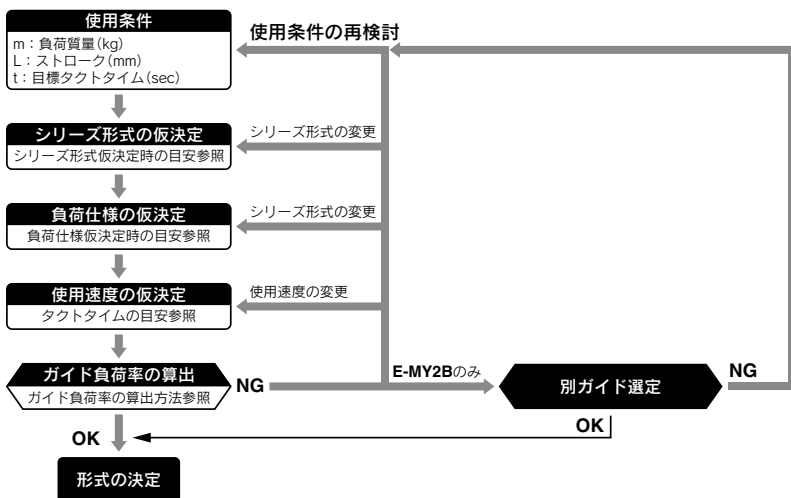 使用条件
m：負荷質量(kg)
L：ストローク(mm)
t：目標タクトタイム(sec)
使用条件の再検討
シリーズ形式の仮決定
シリーズ形式仮決定時の目安参照
シリーズ形式の変更
負荷仕様の仮決定
負荷仕様仮決定時の目安参照
シリーズ形式の変更
使用速度の仮決定
タクトタイムの目安参照
使用速度の変更
ガイド負荷率の算出
ガイド負荷率の算出方法参照
NG
E-MY2Bのみ
別ガイド選定
NG
OK
OK
形式の決定